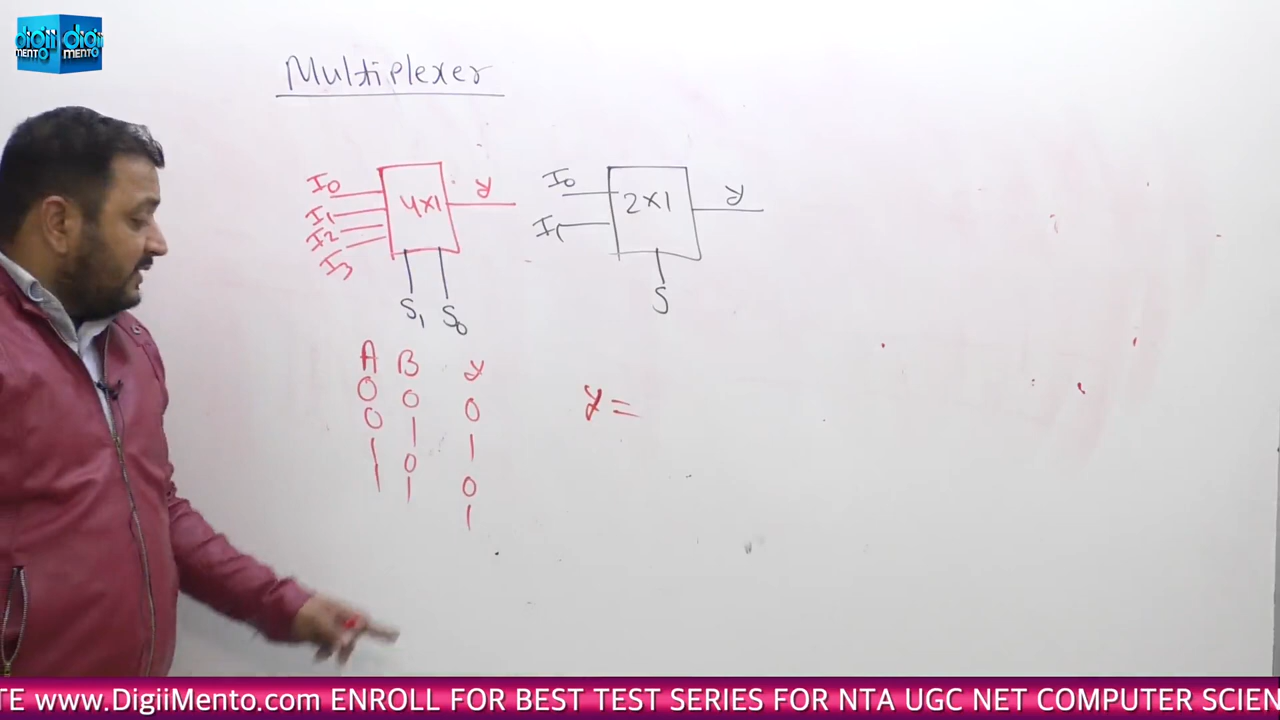 digii MENTO digii MENTO
Multiplexer
I0 4x1 y
I1
I2
I3
S1 S0
I0 2x1 y
I1
S
A B y
0 0 0
0 1 1
1 0 0
1 1 1
y =
TE www.DigiiMento.com ENROLL FOR BEST TEST SERIES FOR NTA UGC NET COMPUTER SCIEN